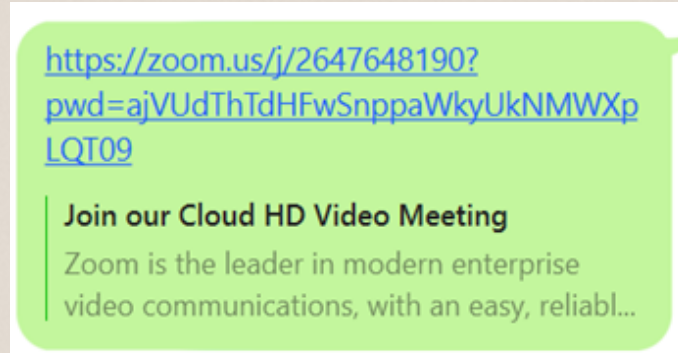 https://zoom.us/j/2647648190?
pwd=ajVUdThTdHFwSnppaWkyUkNMWXp
LQT09
Join our Cloud HD Video Meeting
Zoom is the leader in modern enterprise
video communications, with an easy, reliabl...